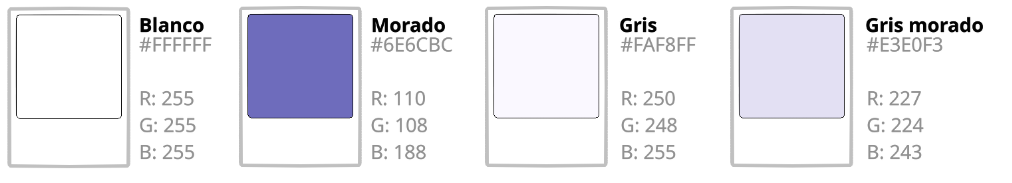 Blanco
#FFFFFF
R: 255
G: 255
B: 255
Morado
#6E6CBC
R: 110
G: 108
B: 188
Gris
#FAF8FF
R: 250
G: 248
B: 255
Gris morado
#E3E0F3
R: 227
G: 224
B: 243